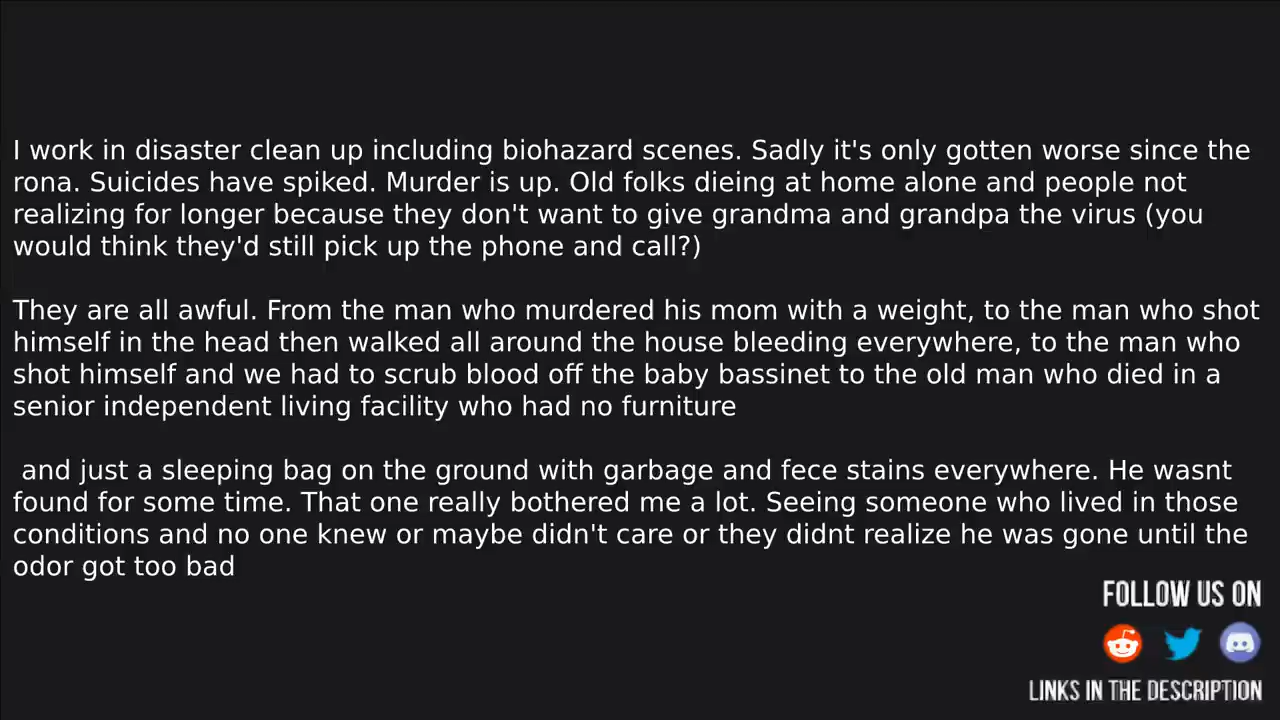 I work in disaster clean up including biohazard scenes. Sadly it's only gotten worse since the
rona. Suicides have spiked. Murder is up. Old folks dieing at home alone and people not
realizing for longer because they don't want to give grandma and grandpa the virus (you
would think they'd still pick up the phone and call?)
They are all awful. From the man who murdered his mom with a weight, to the man who shot
himself in the head then walked all around the house bleeding everywhere, to the man who
shot himself and we had to scrub blood off the baby bassinet to the old man who died in a
senior independent living facility who had no furniture
and just a sleeping bag on the ground with garbage and fece stains everywhere. He wasnt
found for some time. That one really bothered me a lot. Seeing someone who lived in those
conditions and no one knew or maybe didn't care or they didnt realize he was gone until the
odor got too bad
FOLLOW US ON
LINKS IN THE DESCRIPTION